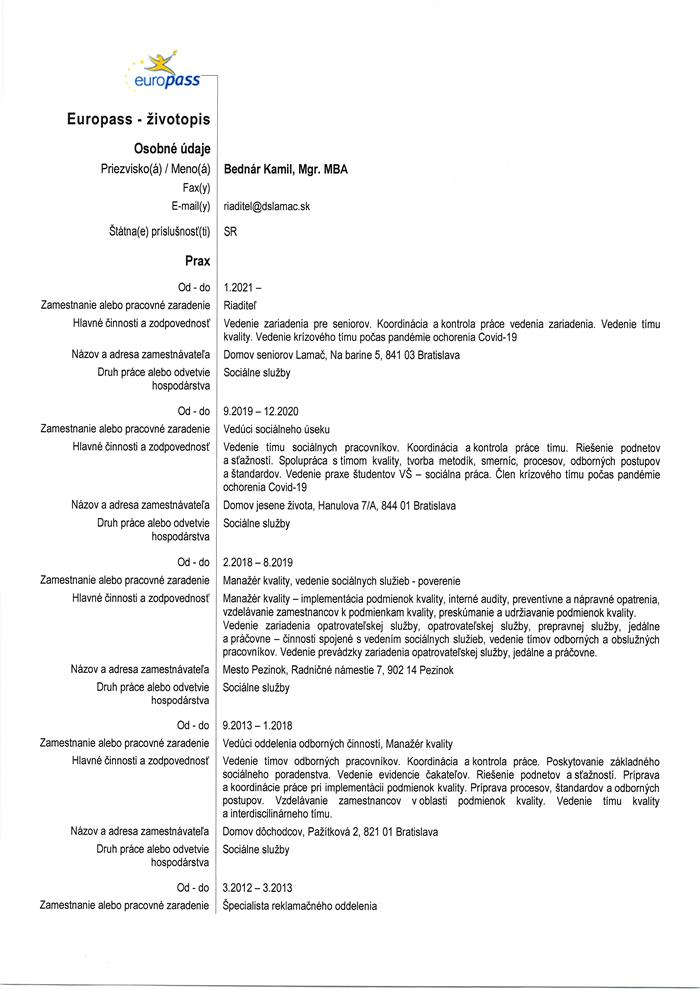 europass
Europass - životopis
Osobné údaje
Priezvisko(á) / Meno(á) Bednár Kamil, Mgr. MBA
Fax(y)
E-mail(y) riaditel@dslamac.sk
Štátna(e) príslušnosť(ti) SR
Prax
Od - do 1.2021 –
Zamestnanie alebo pracovné zaradenie Riaditeľ
Hlavné činnosti a zodpovednosť Vedenie zariadenia pre seniorov. Koordinácia a kontrola práce vedenia zariadenia. Vedenie tímu
kvality. Vedenie krízového tímu počas pandémie ochorenia Covid-19
Názov a adresa zamestnávateľa Domov seniorov Lamač, Na barine 5, 841 03 Bratislava
Druh práce alebo odvetvie Sociálne služby
hospodárstva
Od - do 9.2019 – 12.2020
Zamestnanie alebo pracovné zaradenie Vedúci sociálneho úseku
Hlavné činnosti a zodpovednosť Vedenie tímu sociálnych pracovníkov. Koordinácia a kontrola práce tímu. Riešenie podnetov
a sťažností. Spolupráca s tímom kvality, tvorba metodík, smerníc, procesov, odborných postupov
a štandardov. Vedenie praxe študentov VŠ – sociálna práca. Člen krízového tímu počas pandémie
ochorenia Covid-19
Názov a adresa zamestnávateľa Domov jesene života, Hanulova 7/A, 844 01 Bratislava
Druh práce alebo odvetvie Sociálne služby
hospodárstva
Od - do 2.2018 – 8.2019
Zamestnanie alebo pracovné zaradenie Manažér kvality, vedenie sociálnych služieb - poverenie
Hlavné činnosti a zodpovednosť Manažér kvality – implementácia podmienok kvality, interné audity, preventívne a nápravné opatrenia,
vzdelávanie zamestnancov k podmienkam kvality, preskúmanie a udržiavanie podmienok kvality.
Vedenie zariadenia opatrovateľskej služby, opatrovateľskej služby, prepravnej služby, jedálne
a práčovne – činnosti spojené s vedením sociálnych služieb, vedenie tímov odborných a obslužných
pracovníkov. Vedenie prevádzky zariadenia opatrovateľskej služby, jedálne a práčovne.
Názov a adresa zamestnávateľa Mesto Pezinok, Radničné námestie 7, 902 14 Pezinok
Druh práce alebo odvetvie Sociálne služby
hospodárstva
Od - do 9.2013 – 1.2018
Zamestnanie alebo pracovné zaradenie Vedúci oddelenia odborných činností, Manažér kvality
Hlavné činnosti a zodpovednosť Vedenie tímov odborných pracovníkov. Koordinácia a kontrola práce. Poskytovanie základného
sociálneho poradenstva. Vedenie evidencie čakateľov. Riešenie podnetov a sťažností. Príprava
a koordinácie práce pri implementácii podmienok kvality. Príprava procesov, štandardov a odborných
postupov. Vzdelávanie zamestnancov v oblasti podmienok kvality. Vedenie tímu kvality
a interdiscilinárneho tímu.
Názov a adresa zamestnávateľa Domov dôchodcov, Pažítková 2, 821 01 Bratislava
Druh práce alebo odvetvie Sociálne služby
hospodárstva
Od - do 3.2012 – 3.2013
Zamestnanie alebo pracovné zaradenie Špecialista reklamačného oddelenia